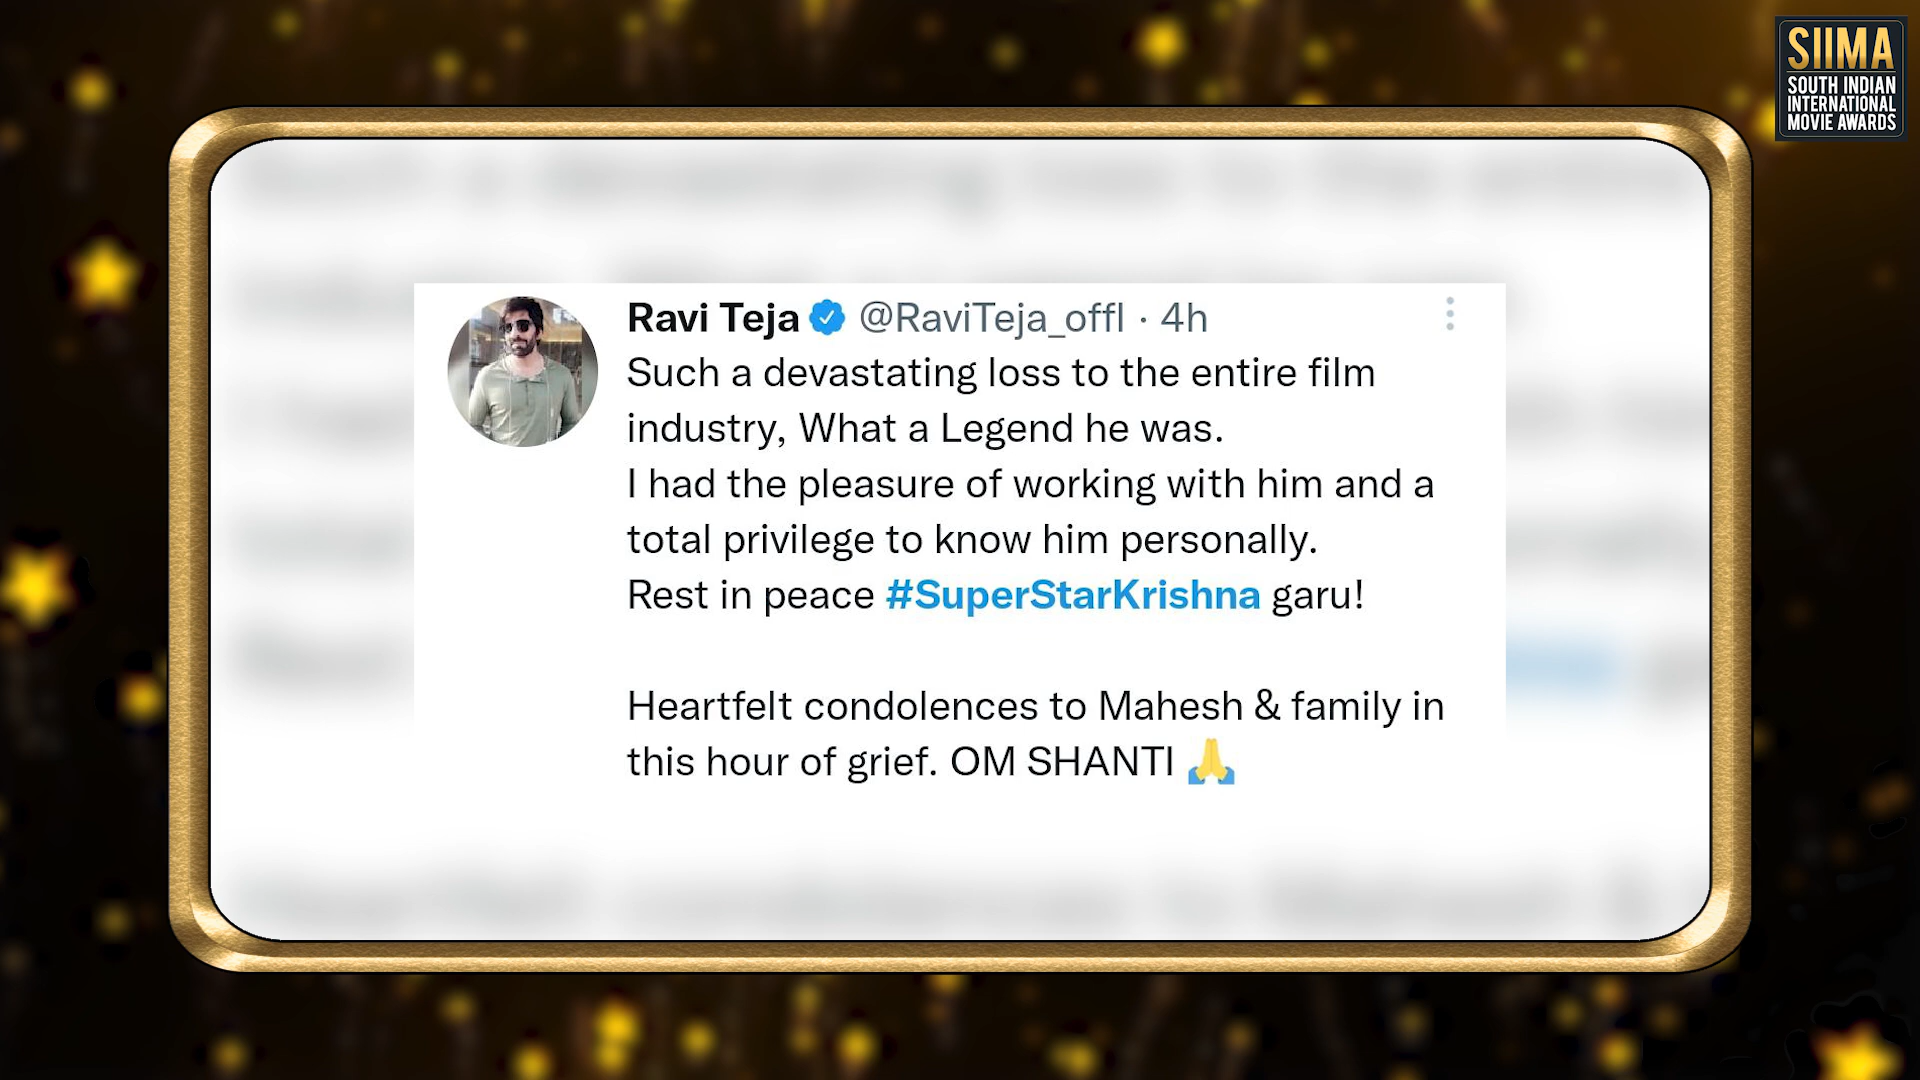 SIIMA
SOUTH INDIAN
INTERNATIONAL
MOVIE AWARDS
Ravi Teja @RaviTeja_offl · 4h
Such a devastating loss to the entire film
industry, What a Legend he was.
I had the pleasure of working with him and a
total privilege to know him personally.
Rest in peace #SuperStarKrishna garu!
Heartfelt condolences to Mahesh & family in
this hour of grief. OM SHANTI 🙏